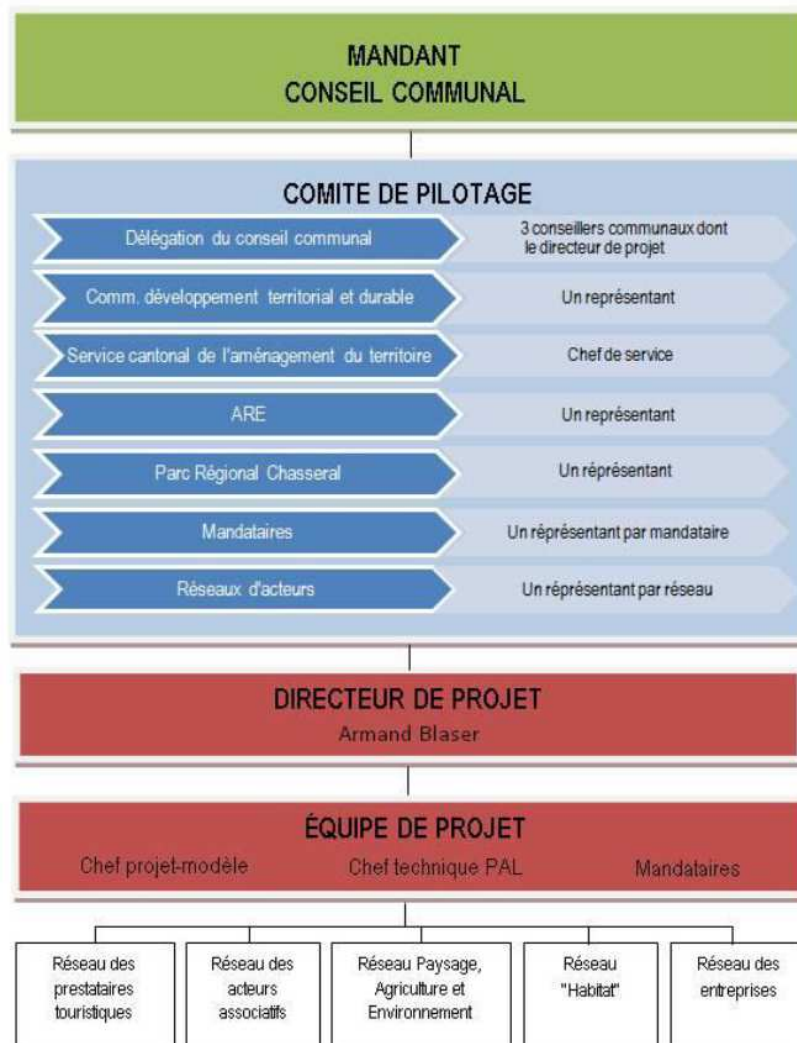 MANDANT
CONSEIL COMMUNAL
COMITE DE PILOTAGE
Délégation du conseil communal
3 conseillers communaux dont
le directeur de projet
Comm. développement territorial et durable
Un représentant
Service cantonal de l'aménagement du territoire
Chef de service
ARE
Un représentant
Parc Régional Chasseral
Un réprésentant
Mandataires
Un réprésentant par mandataire
Réseaux d'acteurs
Un réprésentant par réseau
DIRECTEUR DE PROJET
Armand Blaser
ÉQUIPE DE PROJET
Chef projet-modèle
Chef technique PAL
Mandataires
Réseau des
prestataires
touristiques
Réseau des
acteurs
associatifs
Réseau Paysage,
Agriculture et
Environnement
Réseau
"Habitat"
Réseau des
entreprises